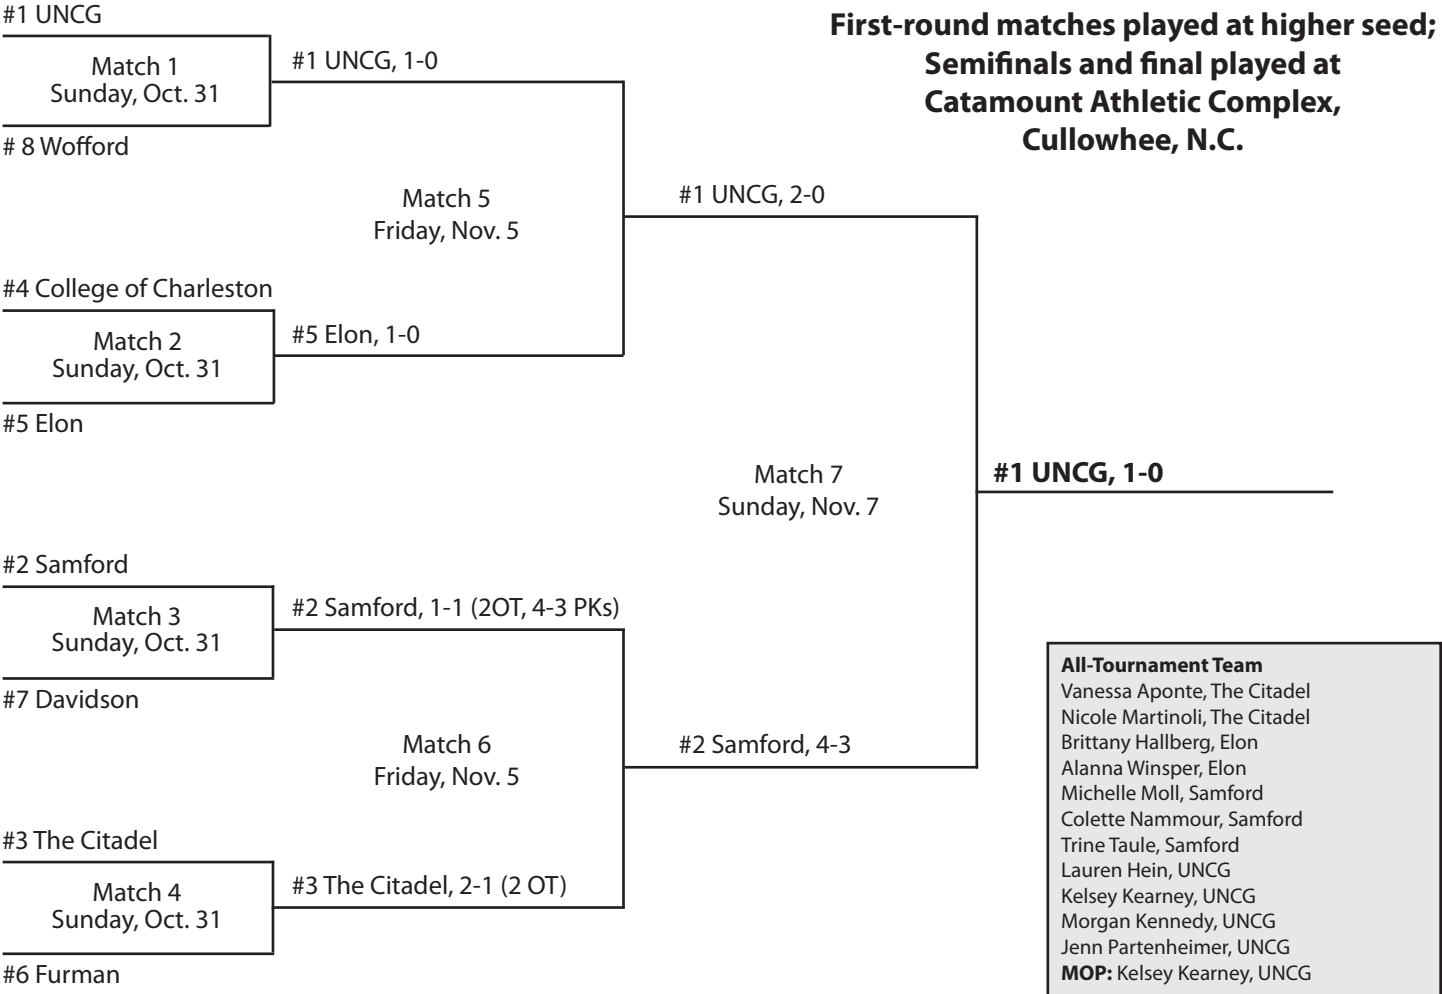 #1 UNCG
Match 1
Sunday, Oct. 31
# 8 Wofford
#1 UNCG, 1-0
First-round matches played at higher seed;
Semifinals and final played at
Catamount Athletic Complex,
Cullowhee, N.C.
Match 5
Friday, Nov. 5
#1 UNCG, 2-0
#4 College of Charleston
Match 2
Sunday, Oct. 31
#5 Elon
#5 Elon, 1-0
Match 7
Sunday, Nov. 7
#1 UNCG, 1-0
#2 Samford
Match 3
Sunday, Oct. 31
#7 Davidson
#2 Samford, 1-1 (2OT, 4-3 PKs)
Match 6
Friday, Nov. 5
#2 Samford, 4-3
#3 The Citadel
Match 4
Sunday, Oct. 31
#6 Furman
#3 The Citadel, 2-1 (2 OT)
All-Tournament Team
Vanessa Aponte, The Citadel
Nicole Martinoli, The Citadel
Brittany Hallberg, Elon
Alanna Winsper, Elon
Michelle Moll, Samford
Colette Nammour, Samford
Trine Taule, Samford
Lauren Hein, UNCG
Kelsey Kearney, UNCG
Morgan Kennedy, UNCG
Jenn Partenheimer, UNCG
MOP: Kelsey Kearney, UNCG